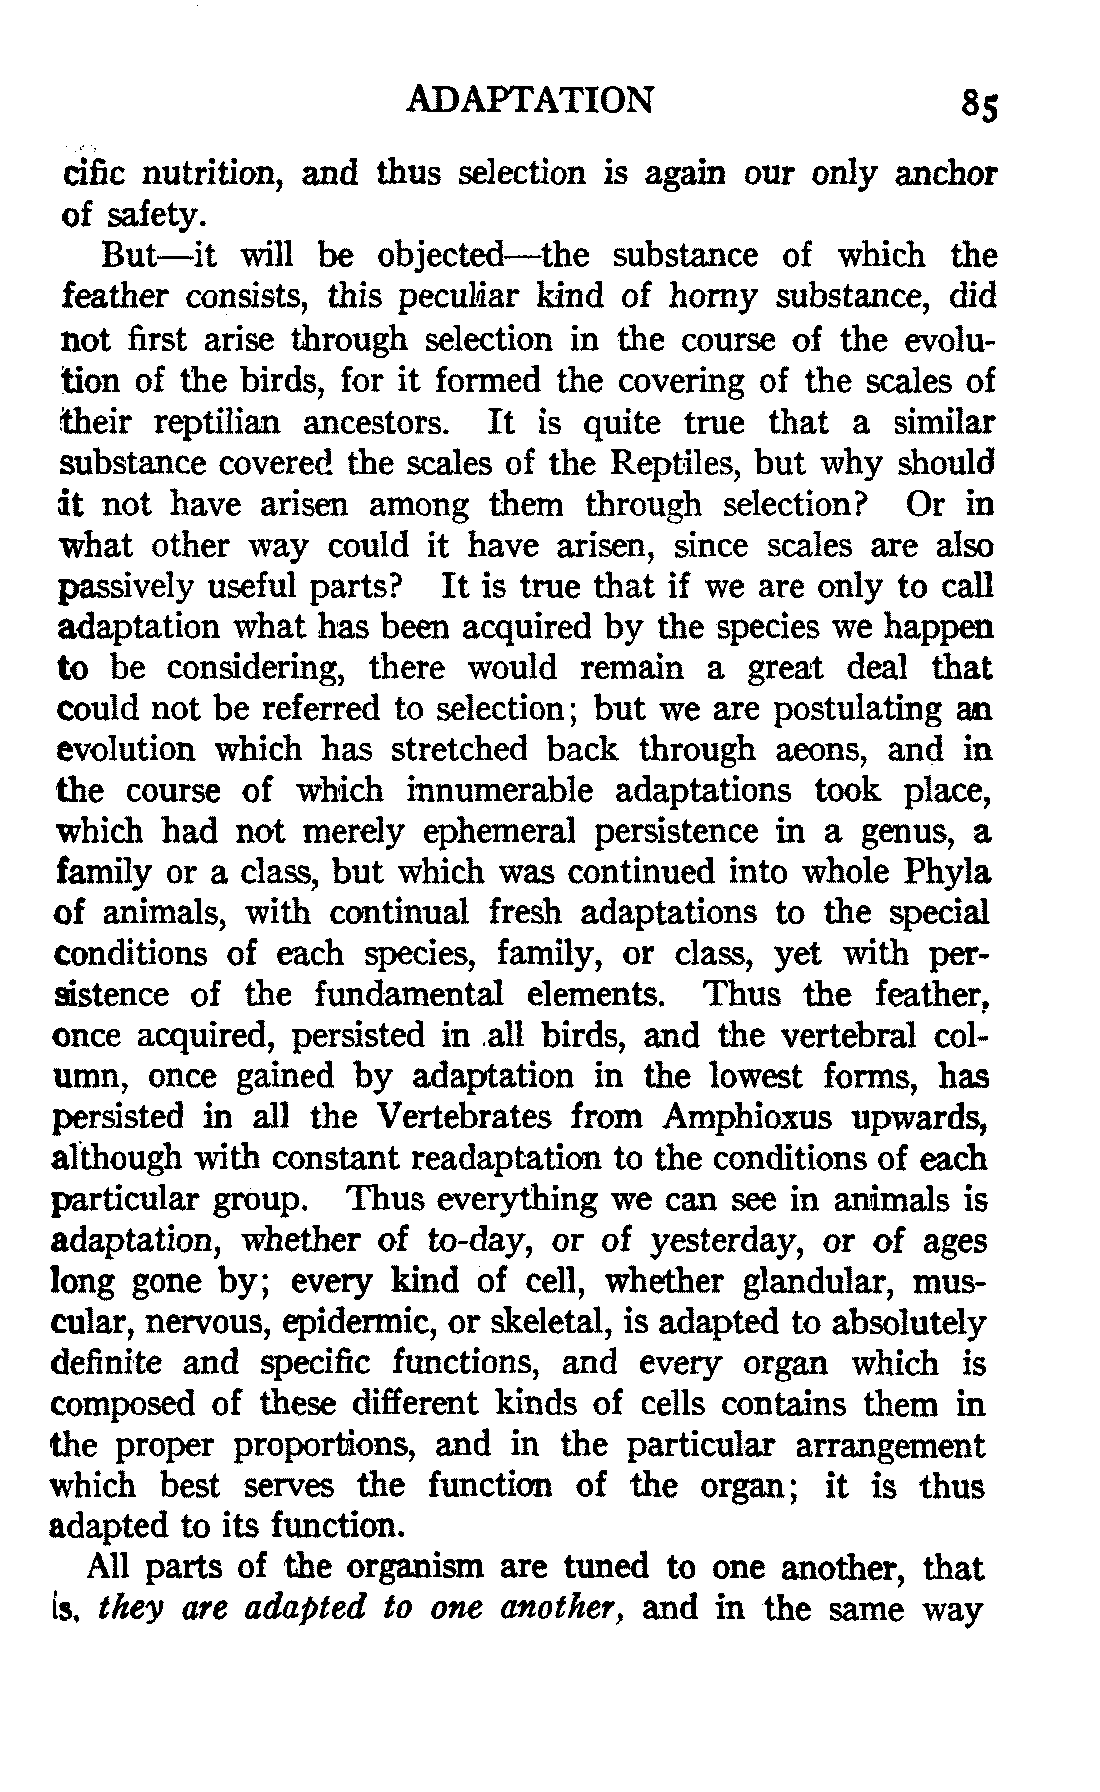 ADAPTATION 85
cific nutrition, and thus selection is again our only anchor
of safety.
But—it will be objected—the substance of which the
feather consists, this peculiar kind of horny substance, did
not first arise through selection in the course of the evolu-
tion of the birds, for it formed the covering of the scales of
their reptilian ancestors. It is quite true that a similar
substance covered the scales of the Reptiles, but why should
it not have arisen among them through selection? Or in
what other way could it have arisen, since scales are also
passively useful parts? It is true that if we are only to call
adaptation what has been acquired by the species we happen
to be considering, there would remain a great deal that
could not be referred to selection; but we are postulating an
evolution which has stretched back through aeons, and in
the course of which innumerable adaptations took place,
which had not merely ephemeral persistence in a genus, a
family or a class, but which was continued into whole Phyla
of animals, with continual fresh adaptations to the special
conditions of each species, family, or class, yet with per-
sistence of the fundamental elements. Thus the feather,
once acquired, persisted in all birds, and the vertebral col-
umn, once gained by adaptation in the lowest forms, has
persisted in all the Vertebrates from Amphioxus upwards,
although with constant readaptation to the conditions of each
particular group. Thus everything we can see in animals is
adaptation, whether of to-day, or of yesterday, or of ages
long gone by; every kind of cell, whether glandular, mus-
cular, nervous, epidermic, or skeletal, is adapted to absolutely
definite and specific functions, and every organ which is
composed of these different kinds of cells contains them in
the proper proportions, and in the particular arrangement
which best serves the function of the organ; it is thus
adapted to its function.
All parts of the organism are tuned to one another, that
is, they are adapted to one another, and in the same way